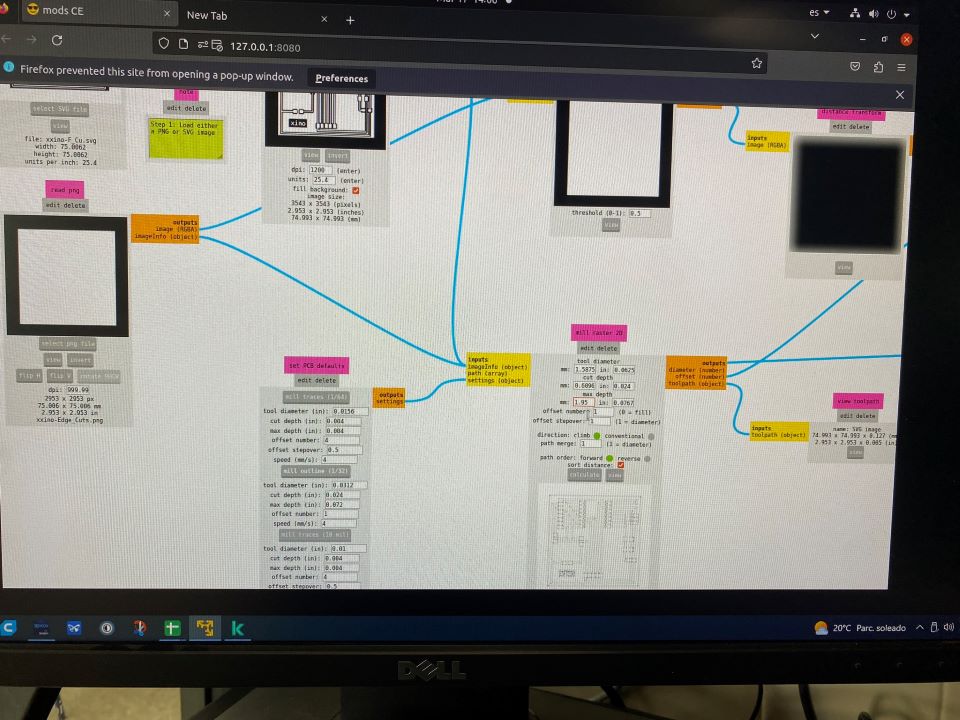 mods CE
New Tab
es
127.0.0.1:8080
Firefox prevented this site from opening a pop-up window. Preferences
select SVG file
view
file: xxino-F_Cu.svg
width: 75.0062
height: 75.0062
units per inch: 25.4
note
edit delete
Step 1: Load either
a PNG or SVG image
read png
edit delete
outputs
image (RGBA)
imageInfo (object)
select png file
view invert
flip H flip V rotate 90CW
dpi: 999.99
2953 x 2953 px
75.006 x 75.006 mm
2.953 x 2.953 in
xxino-Edge_Cuts.png
xino
view invert
dpi: 1200 (enter)
units: 25.4 (enter)
fill background:
image size:
3543 x 3543 (pixels)
2.953 x 2.953 (inches)
74.993 x 74.993 (mm)
set PCB defaults
edit delete
mill traces (1/64)
tool diameter (in): 0.0156
cut depth (in): 0.004
max depth (in): 0.004
offset number: 4
offset stepover: 0.5
speed (mm/s): 4
mill outline (1/32)
tool diameter (in): 0.0312
cut depth (in): 0.024
max depth (in): 0.072
offset number: 1
speed (mm/s): 4
mill traces (10 mil)
tool diameter (in): 0.01
cut depth (in): 0.004
max depth (in): 0.004
offset number: 4
offset stepover: 0.5
outputs
settings
inputs
imageInfo (object)
path (array)
settings (object)
threshold (0-1): 0.5
view
inputs
image (RGBA)
distance transform
edit delete
view
mill raster 2D
edit delete
tool diameter
mm: 1.5875 in: 0.0625
cut depth
mm: 0.6096 in: 0.024
max depth
mm: 1.95 in: 0.0767
offset number: 1 (0 = fill)
offset stepover: 1 (1 = diameter)
direction: climb conventional
path merge: 1 (1 = diameter)
path order: forward reverse
sort distance:
calculate view
outputs
diameter (number)
offset (number)
toolpath (object)
inputs
toolpath (object)
view toolpath
edit delete
name: SVG image
74.993 x 74.993 x 0.127 (mm
2.953 x 2.953 x 0.005 (in)
view
20°C Parc. soleado
DELL